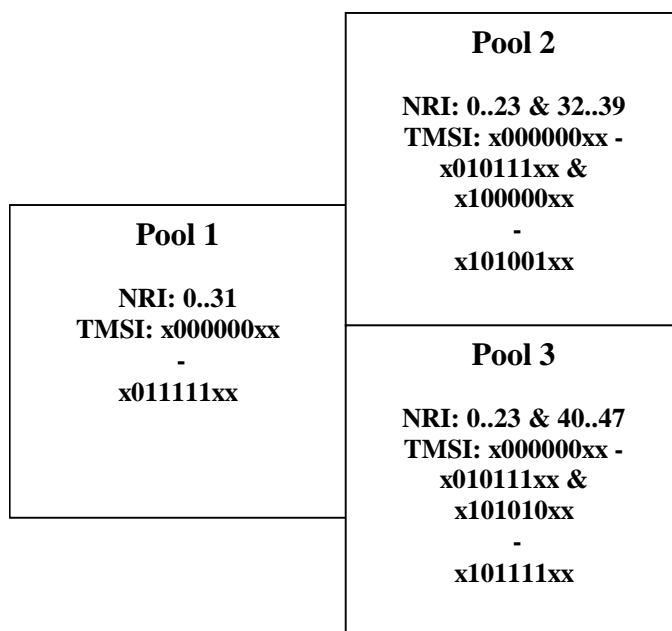 Pool 2
NRI: 0..23 & 32..39
TMSI: x000000xx -
x010111xx &
x100000xx
-
x101001xx
Pool 1
NRI: 0..31
TMSI: x000000xx
-
x011111xx
Pool 3
NRI: 0..23 & 40..47
TMSI: x000000xx -
x010111xx &
x101010xx
-
x101111xx